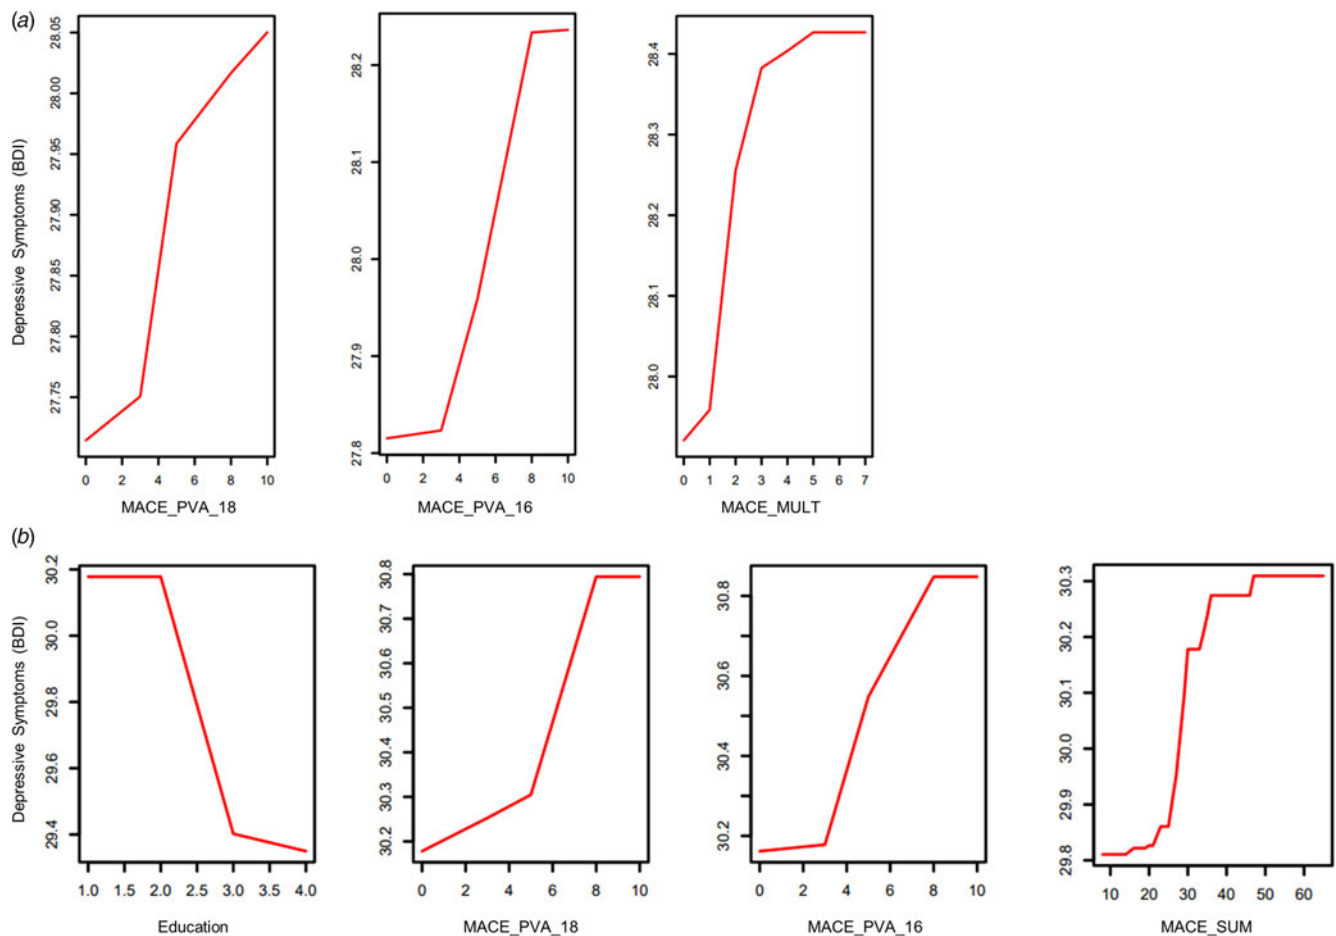 (a)
Depressive Symptoms (BDI)
28.05
28.00
27.95
27.90
27.85
27.80
27.75
0 2 4 6 8 10
MACE_PVA_18
28.2
28.1
28.0
27.9
27.8
0 2 4 6 8 10
MACE_PVA_16
28.4
28.3
28.2
28.1
28.0
0 1 2 3 4 5 6 7
MACE_MULT
(b)
Depressive Symptoms (BDI)
30.2
30.0
29.8
29.6
29.4
1.0 1.5 2.0 2.5 3.0 3.5 4.0
Education
30.8
30.7
30.6
30.5
30.4
30.3
30.2
0 2 4 6 8 10
MACE_PVA_18
30.8
30.6
30.4
30.2
0 2 4 6 8 10
MACE_PVA_16
30.3
30.2
30.1
30.0
29.9
29.8
10 20 30 40 50 60
MACE_SUM